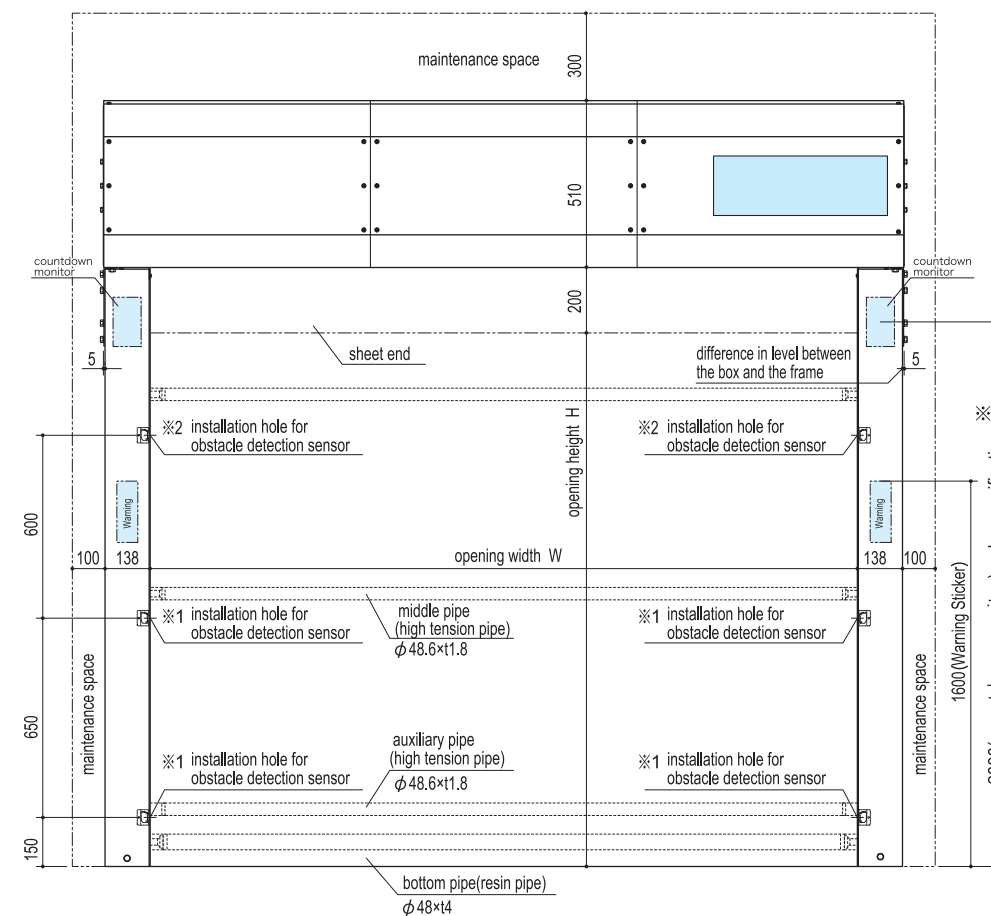 maintenance space
300
510
countdown
monitor
countdown
monitor
200
5
sheet end
difference in level between
the box and the frame
5
※2 installation hole for
obstacle detection sensor
※2 installation hole for
obstacle detection sensor
opening height H
※
600
Warning
Warning
100 138
opening width W
138 100
※1 installation hole for
obstacle detection sensor
middle pipe
(high tension pipe)
φ48.6×t1.8
※1 installation hole for
obstacle detection sensor
1600(Warning Sticker)
maintenance space
650
maintenance space
※1 installation hole for
obstacle detection sensor
auxiliary pipe
(high tension pipe)
φ48.6×t1.8
※1 installation hole for
obstacle detection sensor
150
bottom pipe(resin pipe)
φ48×t4